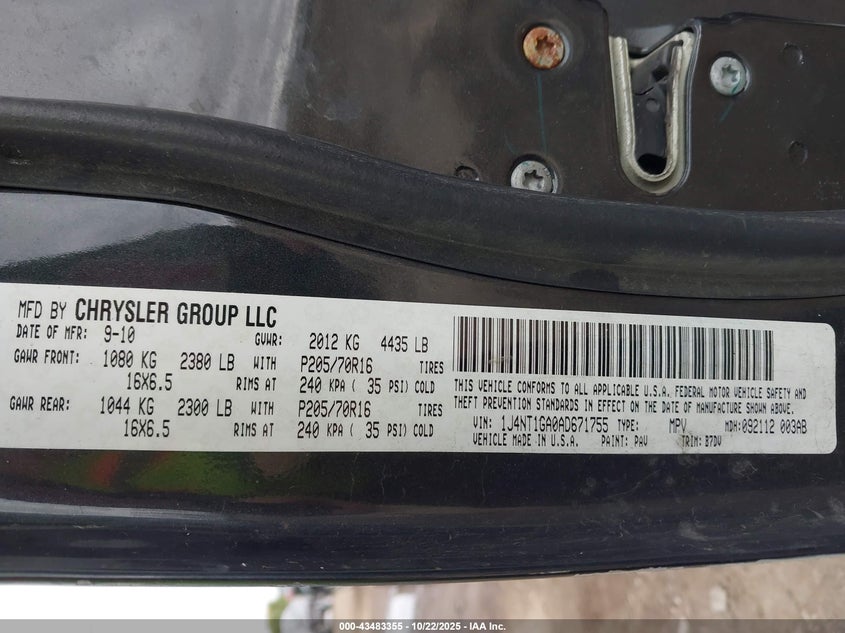 MFD BY CHRYSLER GROUP LLC
DATE OF MFR: 9-10 GVWR: 2012 KG 4435 LB
GAWR FRONT: 1080 KG 2380 LB WITH P205/70R16 TIRES
16X6.5 RIMS AT 240 KPA ( 35 PSI) COLD
GAWR REAR: 1044 KG 2300 LB WITH P205/70R16 TIRES
16X6.5 RIMS AT 240 KPA ( 35 PSI) COLD
THIS VEHICLE CONFORMS TO ALL APPLICABLE U.S.A. FEDERAL MOTOR VEHICLE SAFETY AND
THEFT PREVENTION STANDARDS IN EFFECT ON THE DATE OF MANUFACTURE SHOWN ABOVE.
VIN: 1J4NT1GA0AD671755 TYPE: MPV MDH:092112 003AB
VEHICLE MADE IN U.S.A. PAINT: PAV TRIM: B7DV
000-43483355 - 10/22/2025 - IAA Inc.